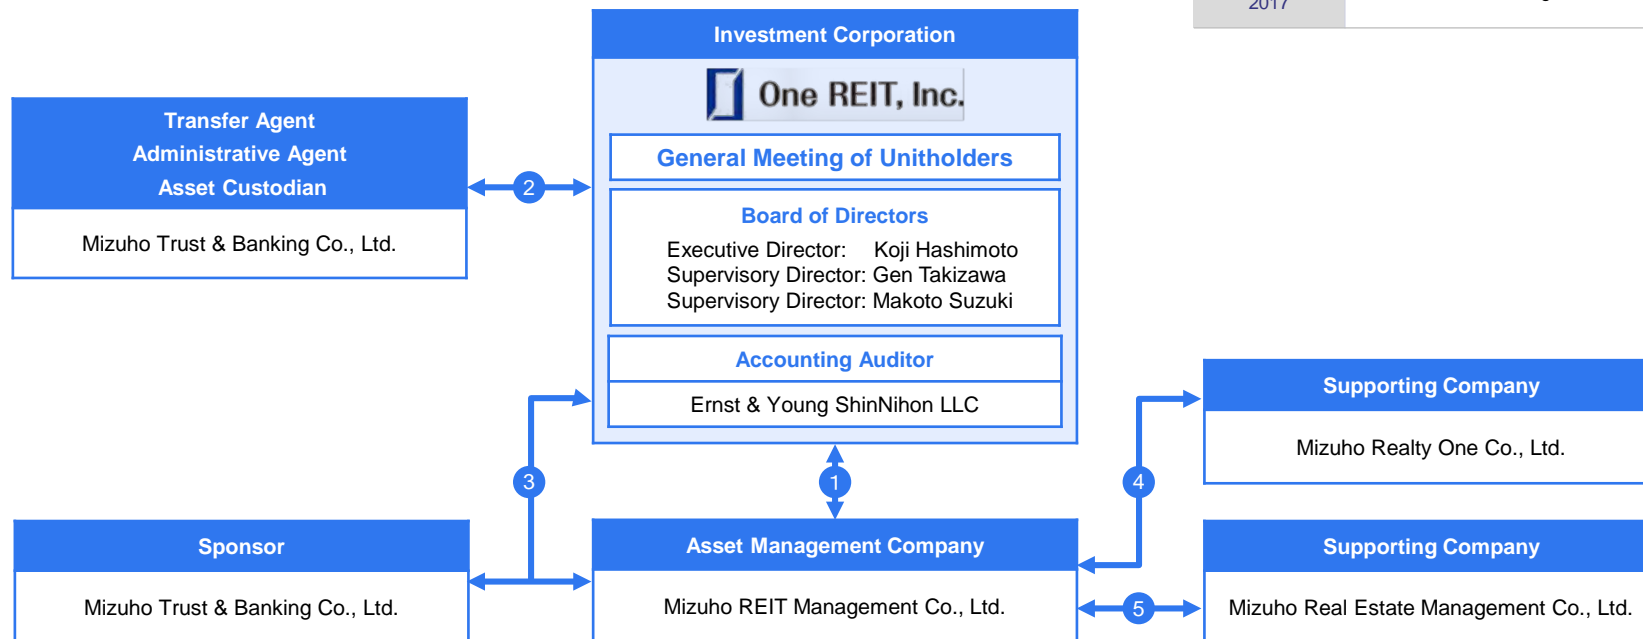 2017
Investment Corporation
One REIT, Inc.
General Meeting of Unitholders
Board of Directors
Executive Director: Koji Hashimoto
Supervisory Director: Gen Takizawa
Supervisory Director: Makoto Suzuki
Accounting Auditor
Ernst & Young ShinNihon LLC
Transfer Agent
Administrative Agent
Asset Custodian
Mizuho Trust & Banking Co., Ltd.
2
3
1
4
Supporting Company
Mizuho Realty One Co., Ltd.
Sponsor
Mizuho Trust & Banking Co., Ltd.
Asset Management Company
Mizuho REIT Management Co., Ltd.
5
Supporting Company
Mizuho Real Estate Management Co., Ltd.